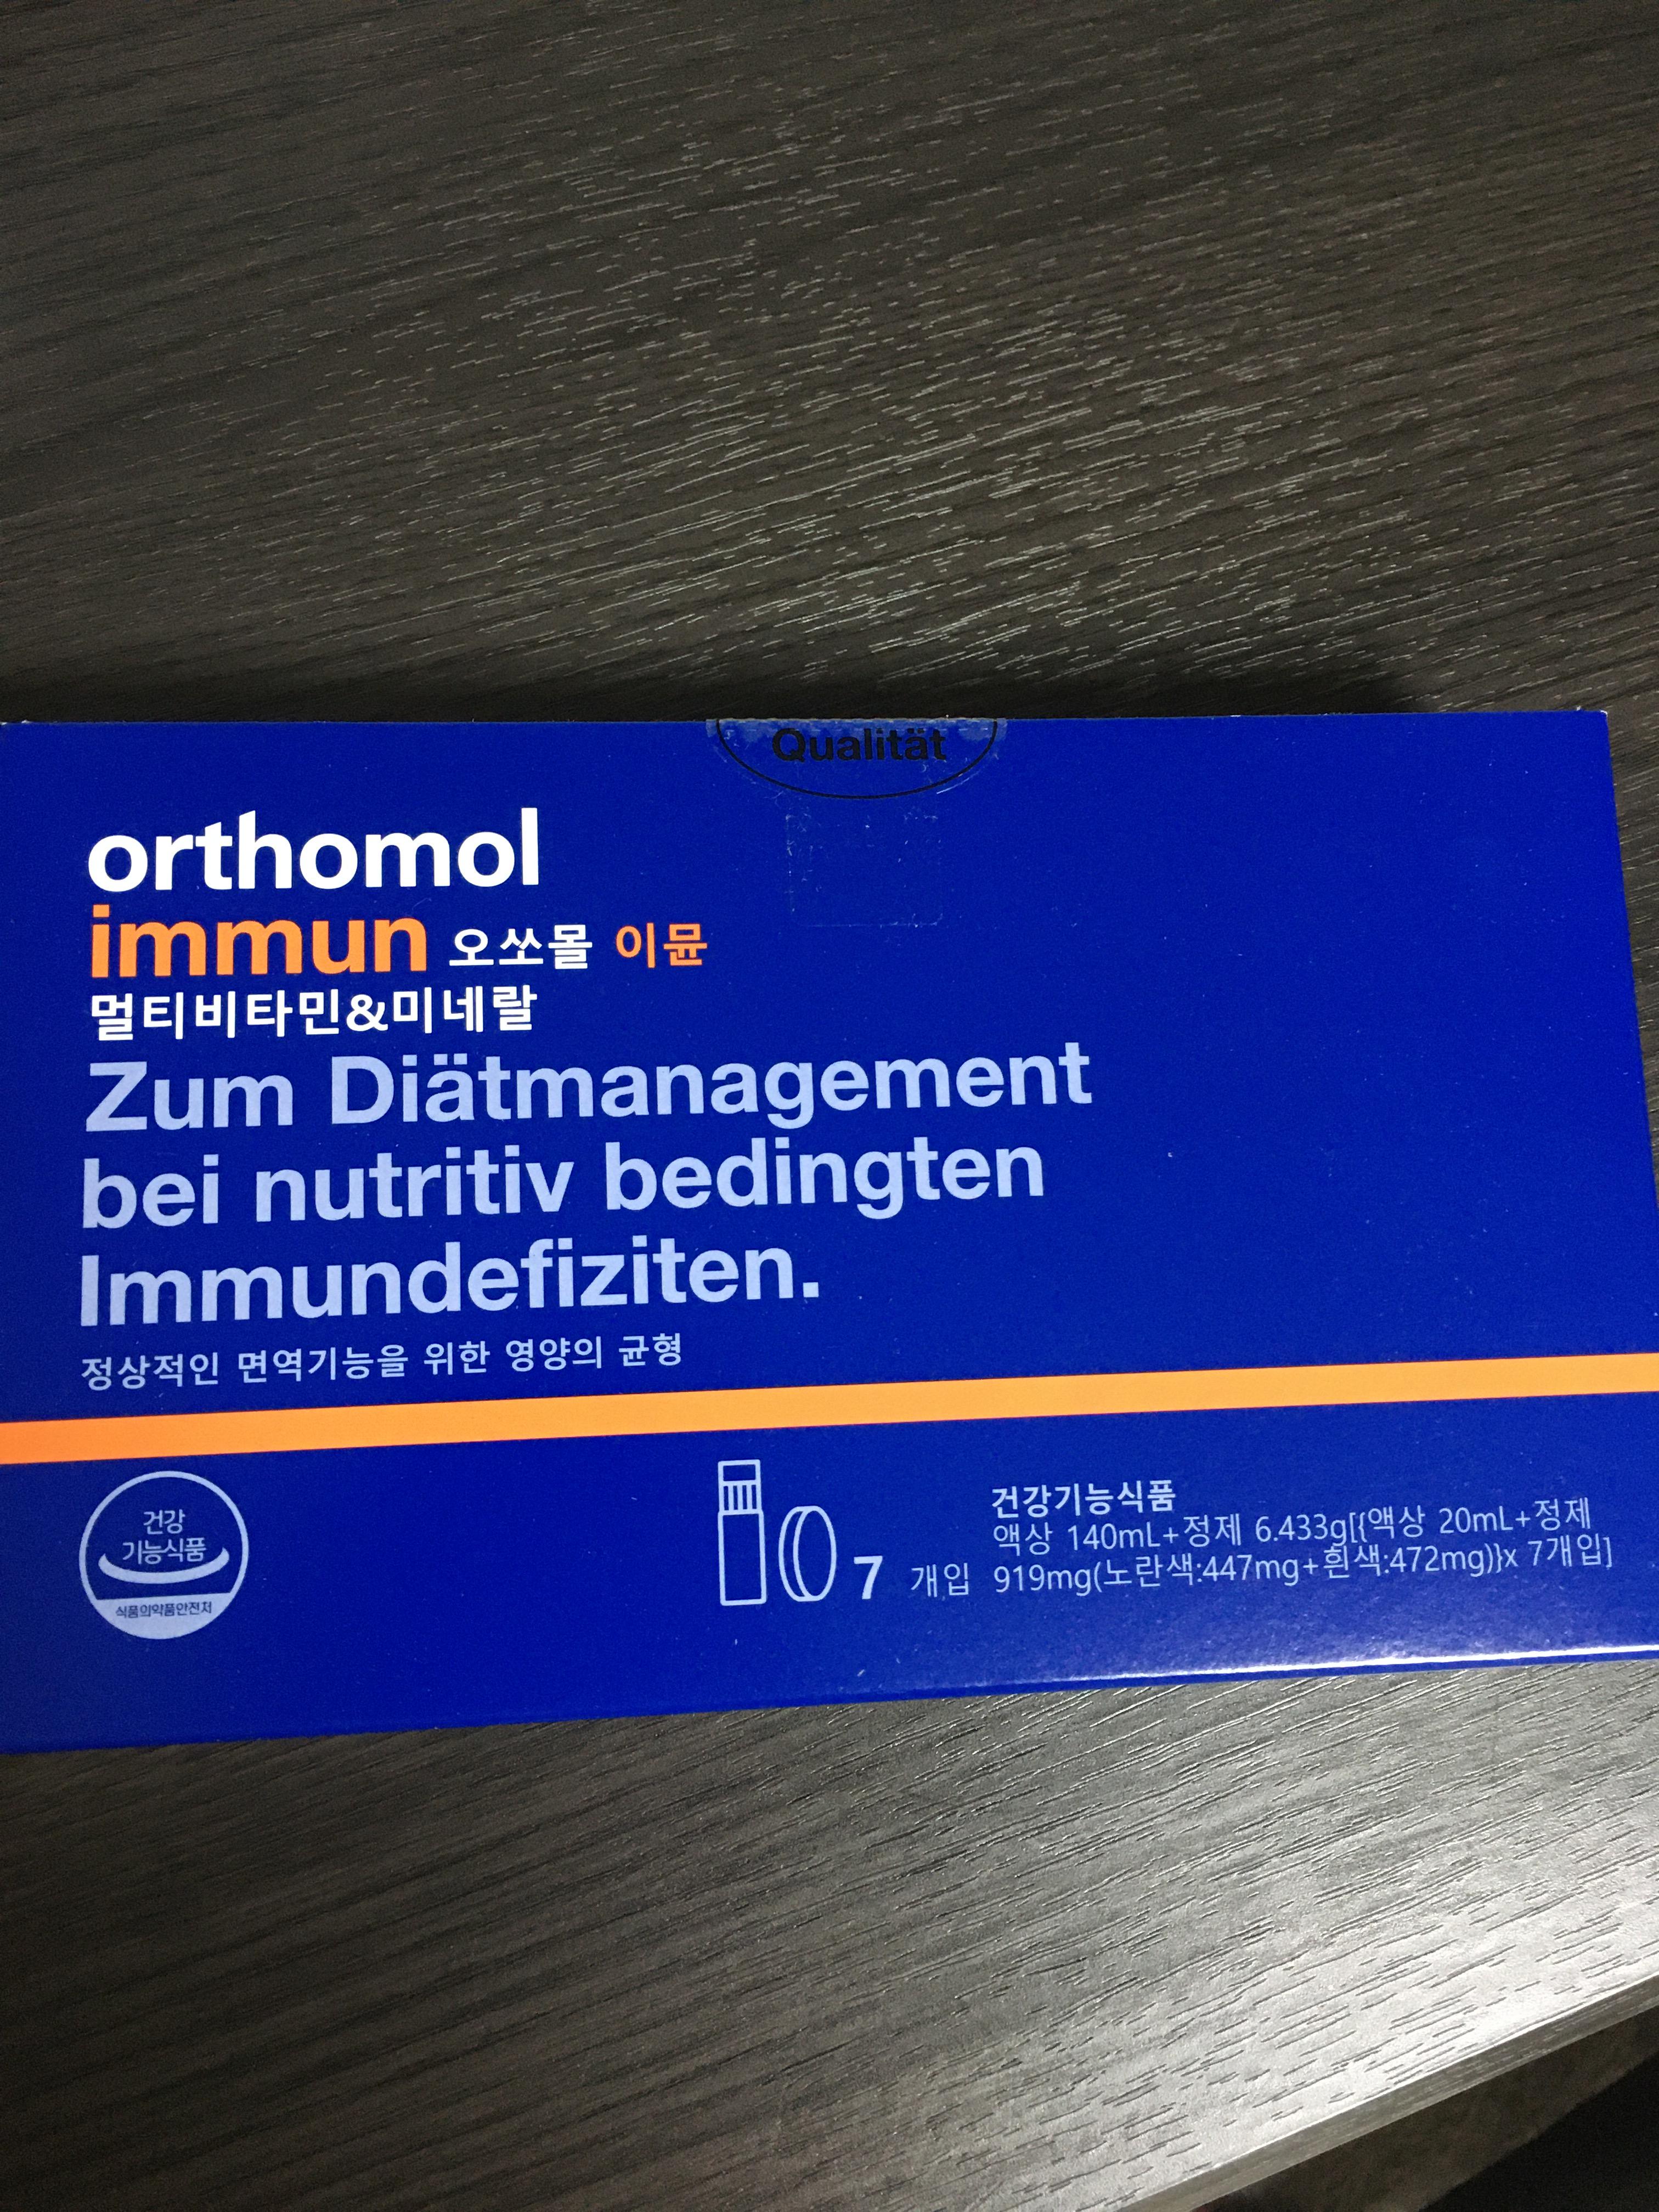 Qualität
orthomol
immun 오쏘몰 이뮨
멀티비타민&미네랄
Zum Diätmanagement
bei nutritiv bedingten
Immundefiziten.
정상적인 면역기능을 위한 영양의 균형
건강
기능식품
식품의약품안전처
7 개입
건강기능식품
액상 140mL+정제 6.433g[{액상 20mL+정제
919mg(노란색:447mg+흰색:472mg)}x 7개입]